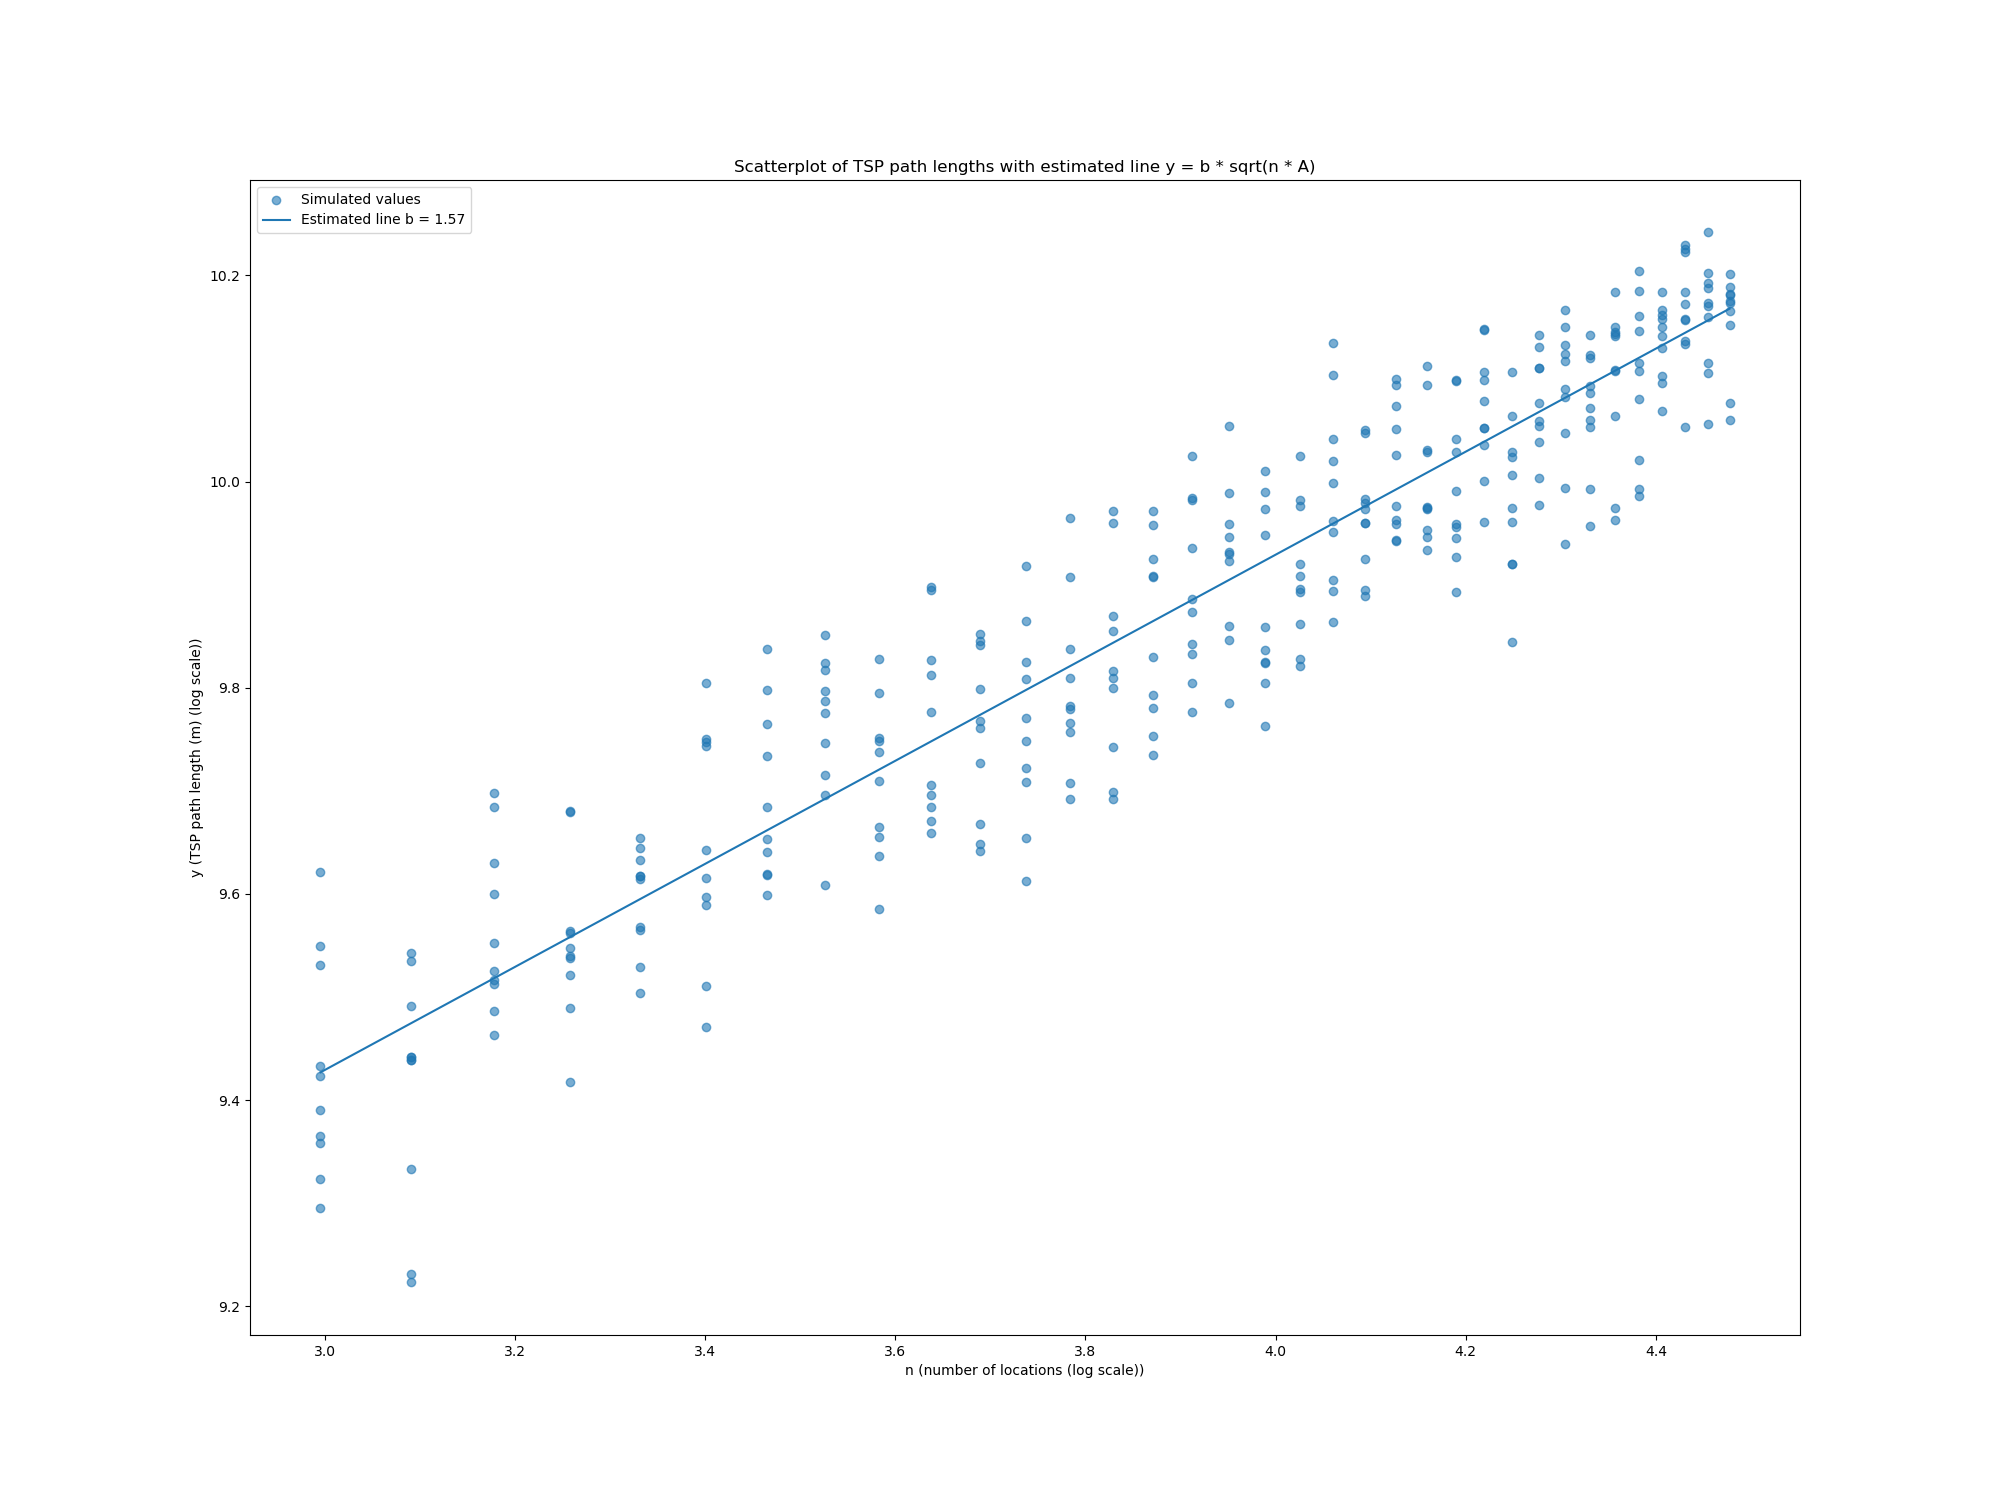 Scatterplot of TSP path lengths with estimated line y = b * sqrt(n * A)
Simulated values
Estimated line b = 1.57
10.2
10.0
9.8
9.6
9.4
9.2
y (TSP path length (m) (log scale))
3.0 3.2 3.4 3.6 3.8 4.0 4.2 4.4
n (number of locations (log scale))